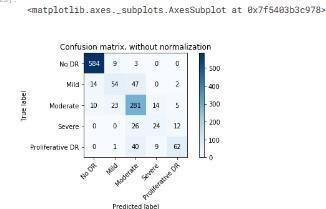 <matplotlib.axes._subplots.AxesSubplot at 0x7f5403b3c978>
Confusion matrix, without normalization
No DR 584 9 3 0 0
Mild 14 54 47 0 2
Moderate 10 23 281 14 5
Severe 0 0 26 24 12
Proliferative DR 0 1 40 9 62
True label
No DR
Mild
Moderate
Severe
Proliferative DR
Predicted label
500
400
300
200
100
0